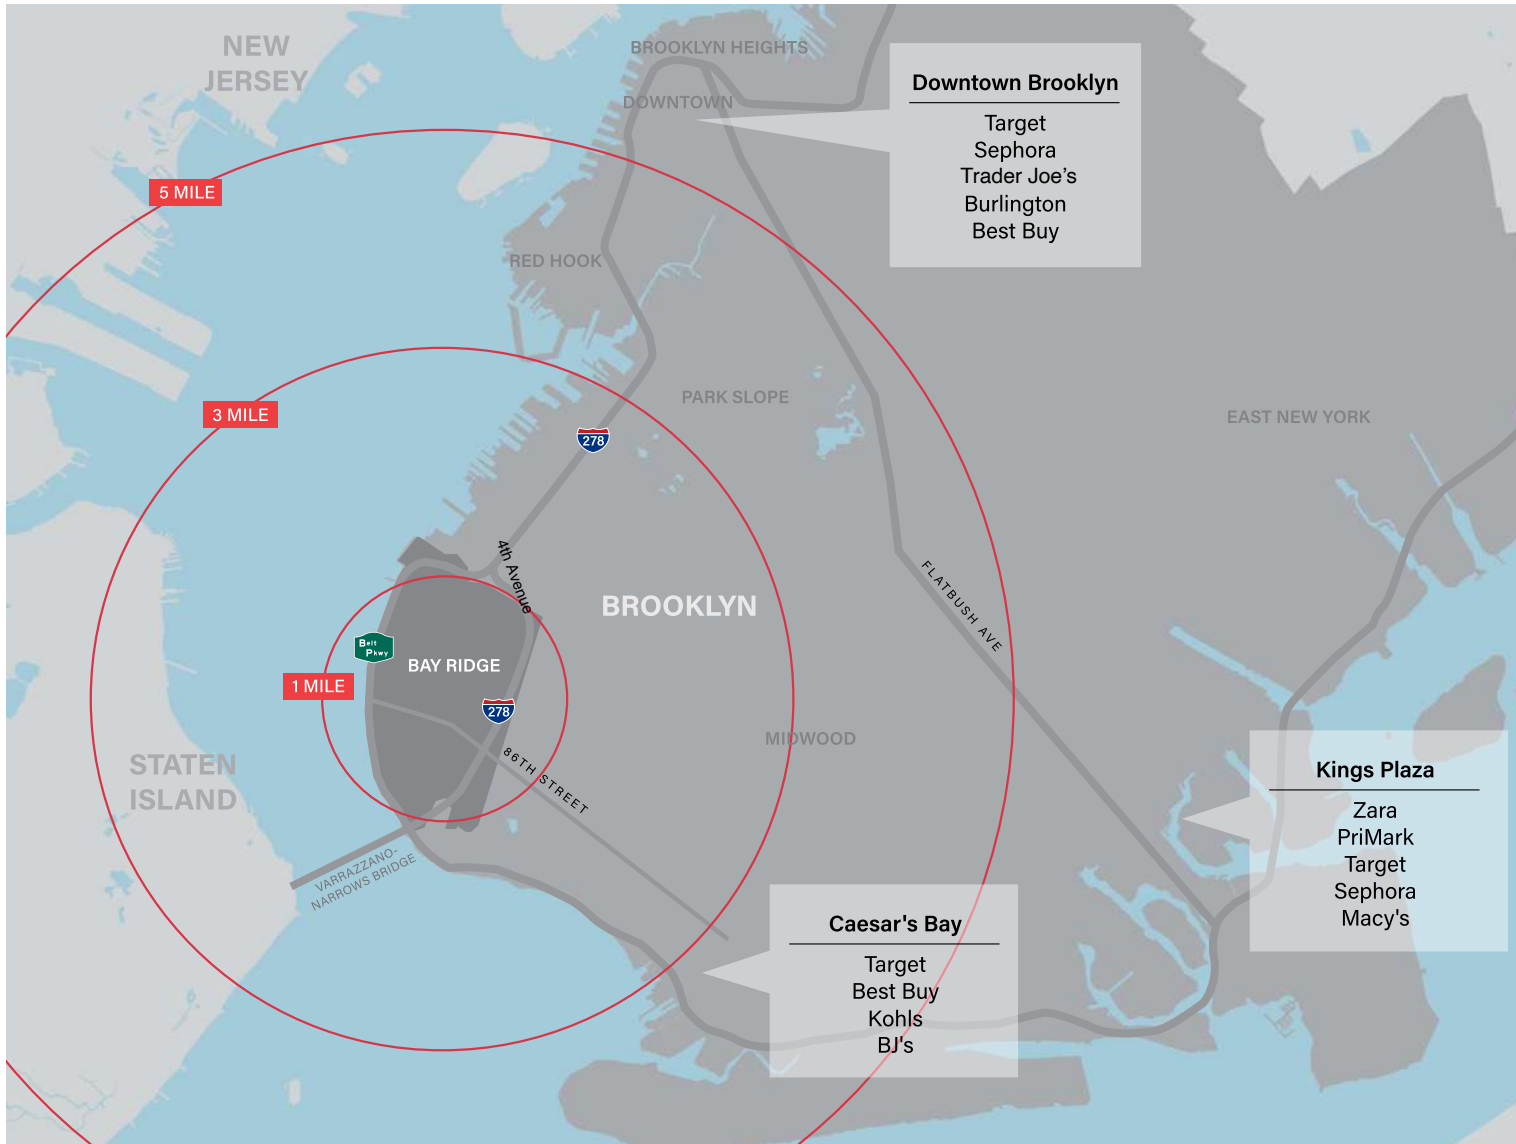 NEW
JERSEY
BROOKLYN HEIGHTS
DOWNTOWN
Downtown Brooklyn
Target
Sephora
Trader Joe's
Burlington
Best Buy
5 MILE
RED HOOK
3 MILE
PARK SLOPE
EAST NEW YORK
278
4th Avenue
BROOKLYN
FLATBUSH AVE
Belt
Pkwy
BAY RIDGE
1 MILE
278
86TH STREET
MIDWOOD
STATEN
ISLAND
VARRAZZANO-
NARROWS BRIDGE
Kings Plaza
Zara
PriMark
Target
Sephora
Macy's
Caesar's Bay
Target
Best Buy
Kohls
BJ's